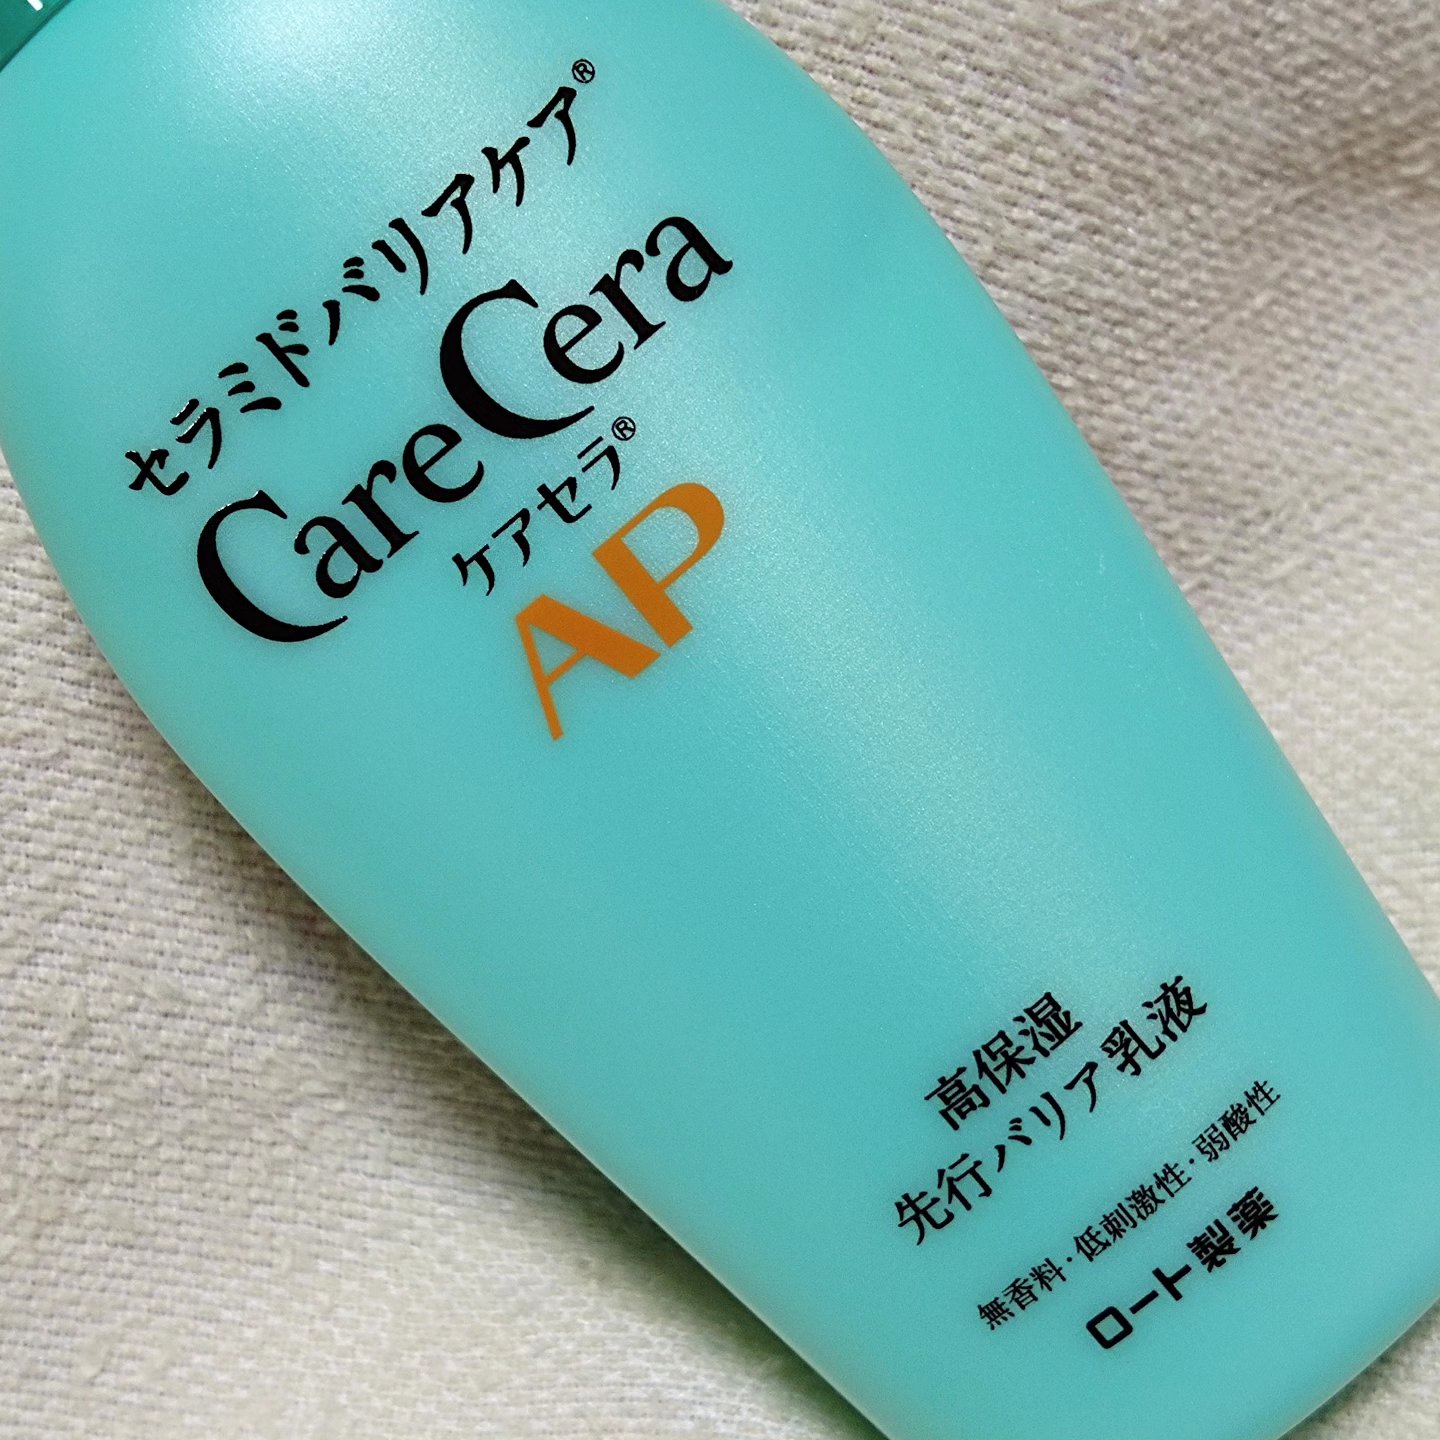 セラミドバリアケア®
CareCera
ケアセラ®
AP
高保湿
先行バリア乳液
無香料·低刺激性·弱酸性
ロート製薬